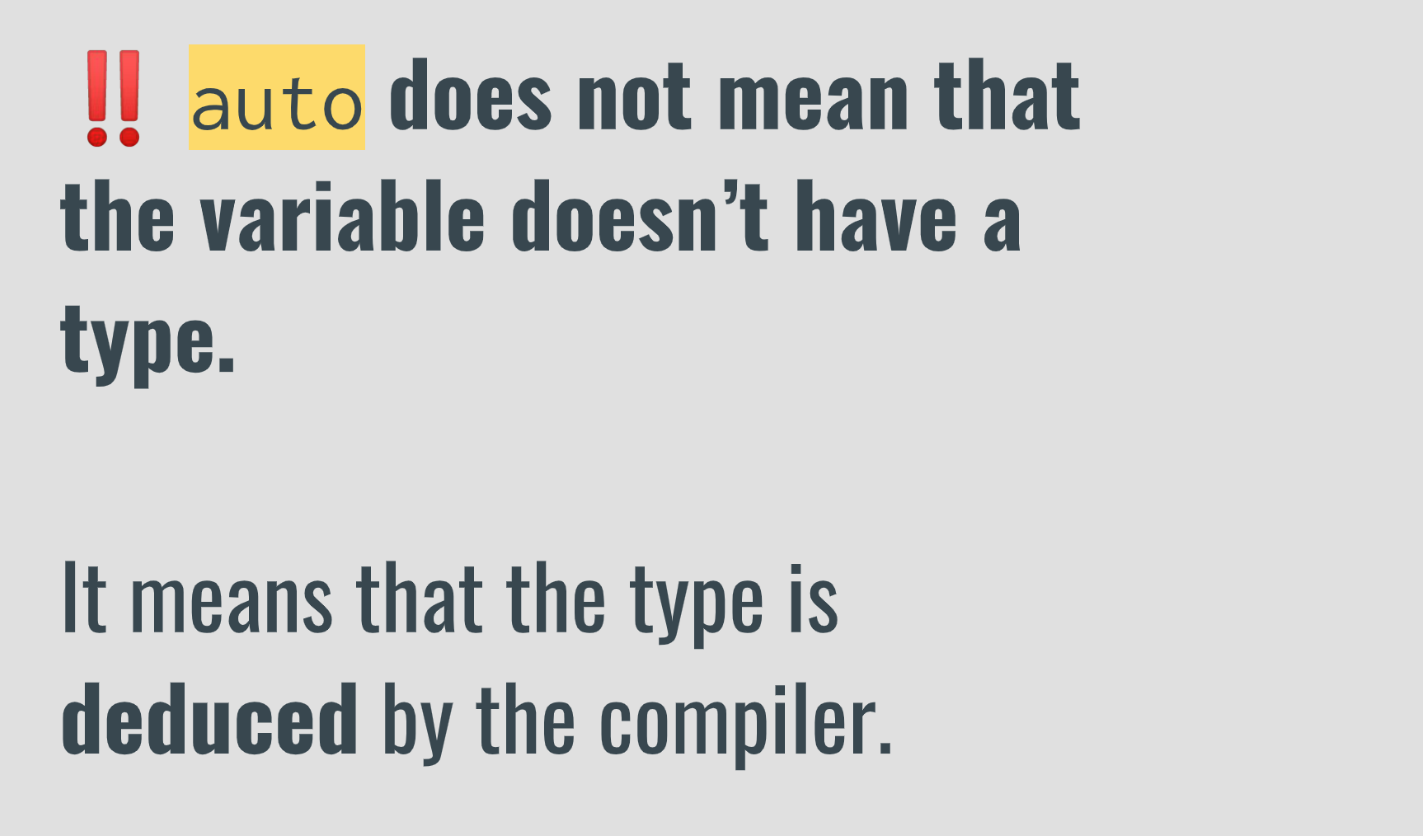 ‼️ auto does not mean that
the variable doesn’t have a
type.
It means that the type is
deduced by the compiler.